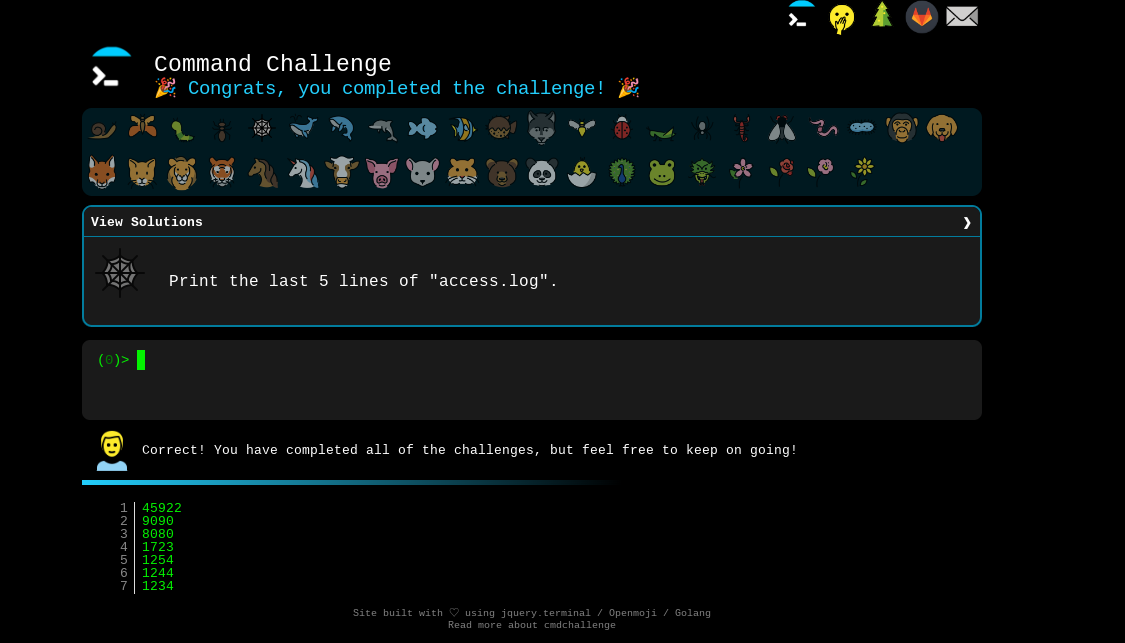 Command Challenge
🎉 Congrats, you completed the challenge! 🎉
View Solutions ❯
Print the last 5 lines of "access.log".
(0)>
Correct! You have completed all of the challenges, but feel free to keep on going!
1 45922
2 9090
3 8080
4 1723
5 1254
6 1244
7 1234
Site built with ♡ using jquery.terminal / Openmoji / Golang
Read more about cmdchallenge